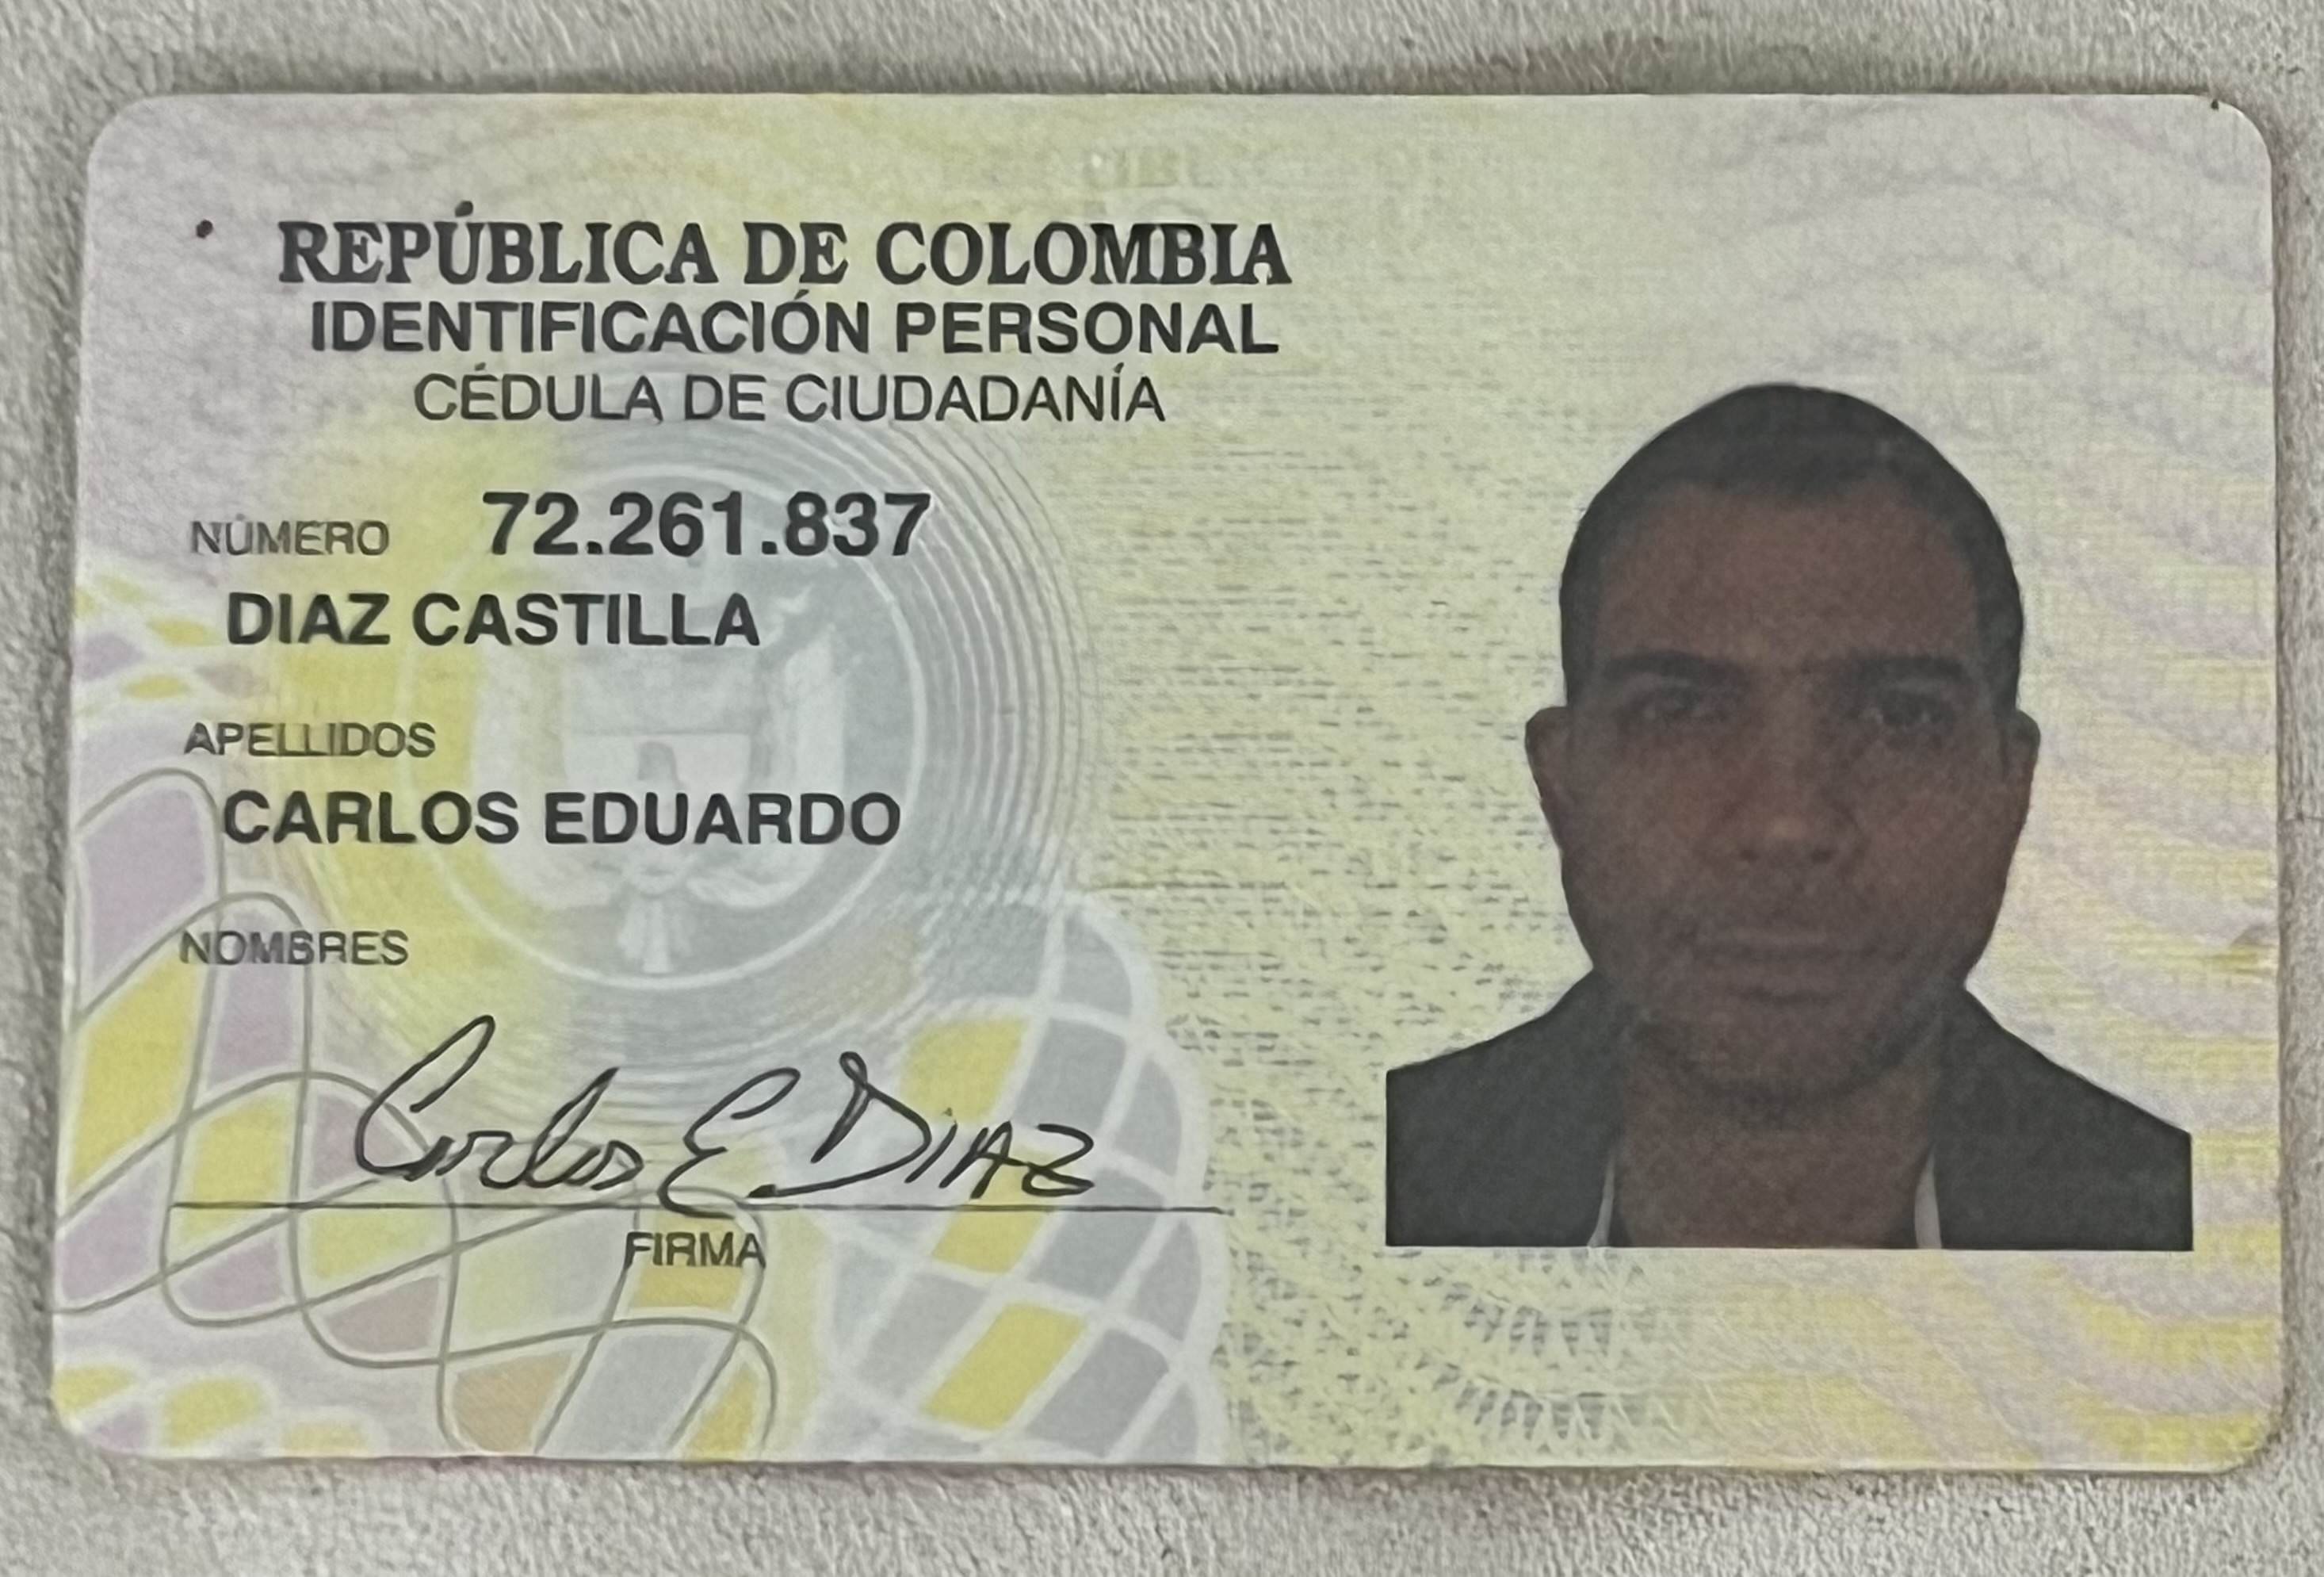 REPÚBLICA DE COLOMBIA
IDENTIFICACIÓN PERSONAL
CÉDULA DE CIUDADANÍA
NÚMERO 72.261.837
DIAZ CASTILLA
APELLIDOS
CARLOS EDUARDO
NOMBRES
Carlos E DiAZ
FIRMA